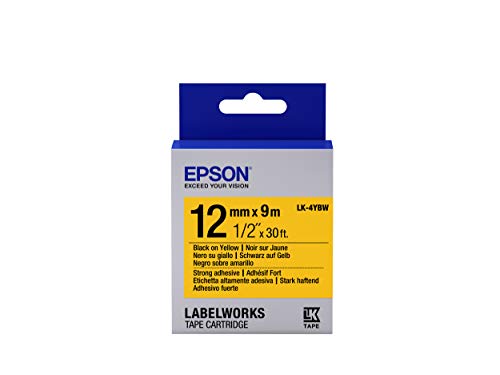 EPSON
EXCEED YOUR VISION
12 mm x 9m LK-4YBW
1/2" x 30ft.
Black on Yellow | Noir sur Jaune
Nero su giallo | Schwarz auf Gelb
Negro sobre amarillo
Strong adhesive | Adhésif Fort
Etichetta altamente adesiva | Stark haftend
Adhesivo fuerte
LABELWORKS LK
TAPE CARTRIDGE TAPE